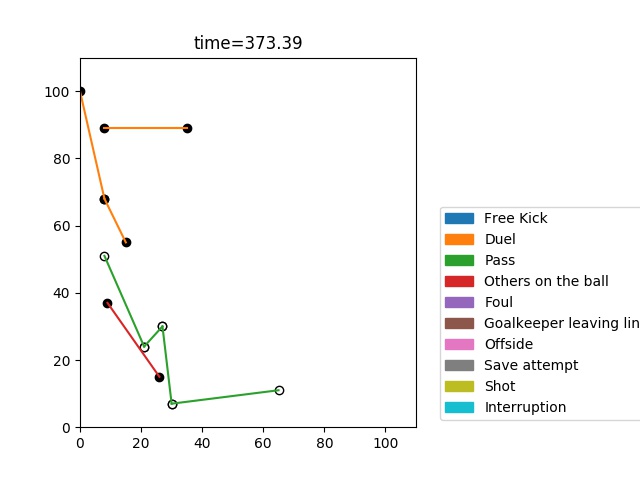 time=373.39
100
80
60
40
20
0
0 20 40 60 80 100
Free Kick
Duel
Pass
Others on the ball
Foul
Goalkeeper leaving lin
Offside
Save attempt
Shot
Interruption